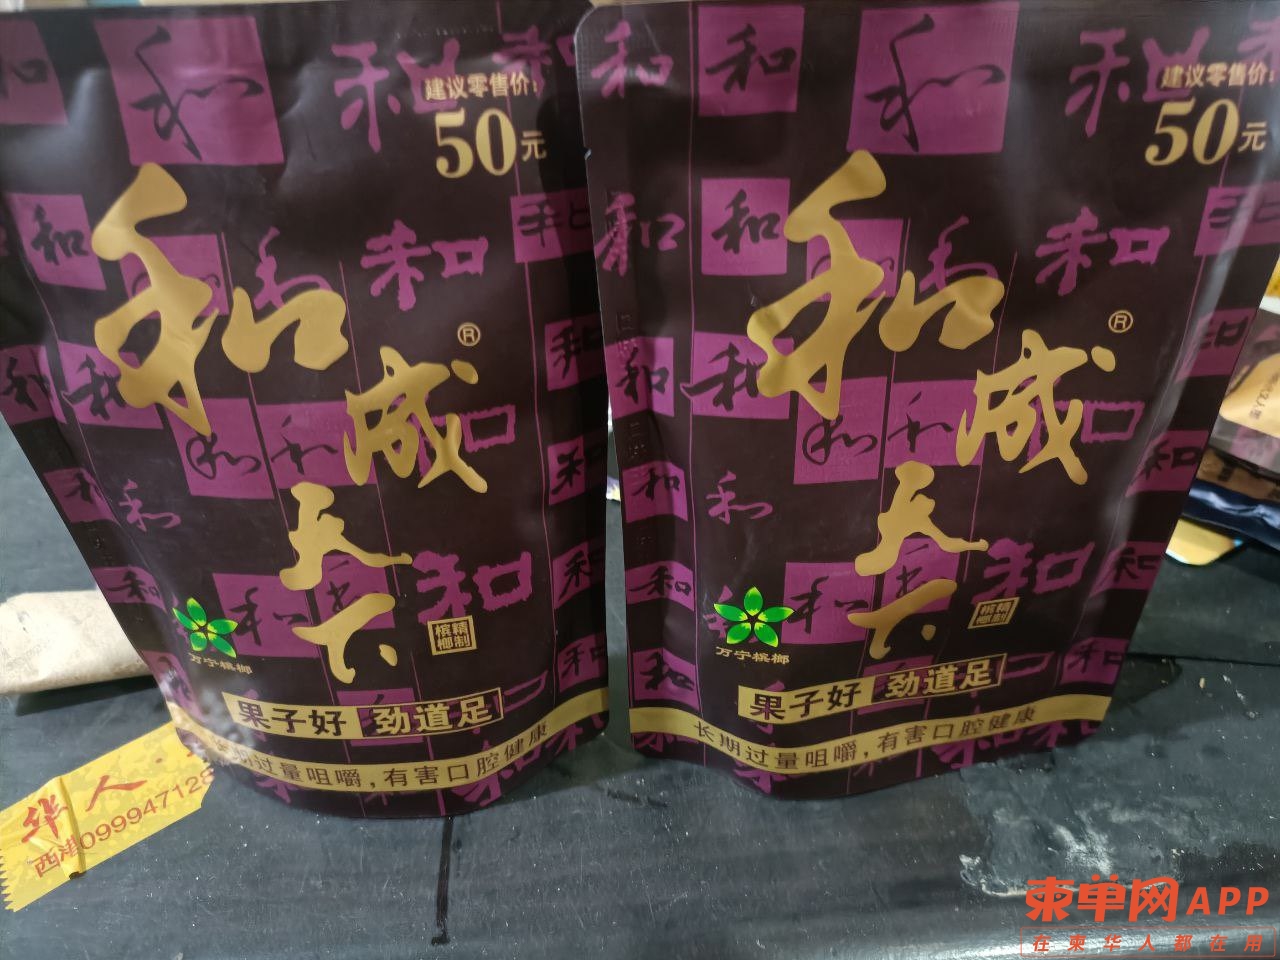 建议零售价:
50元
和成天下
®
万宁槟榔
精制槟榔
果子好 劲道足
长期过量咀嚼,有害口腔健康
建议零售价:
50元
和成天下
®
万宁槟榔
精制槟榔
果子好 劲道足
长期过量咀嚼,有害口腔健康
华人
西港099947128
柬单网APP
在柬华人都在用